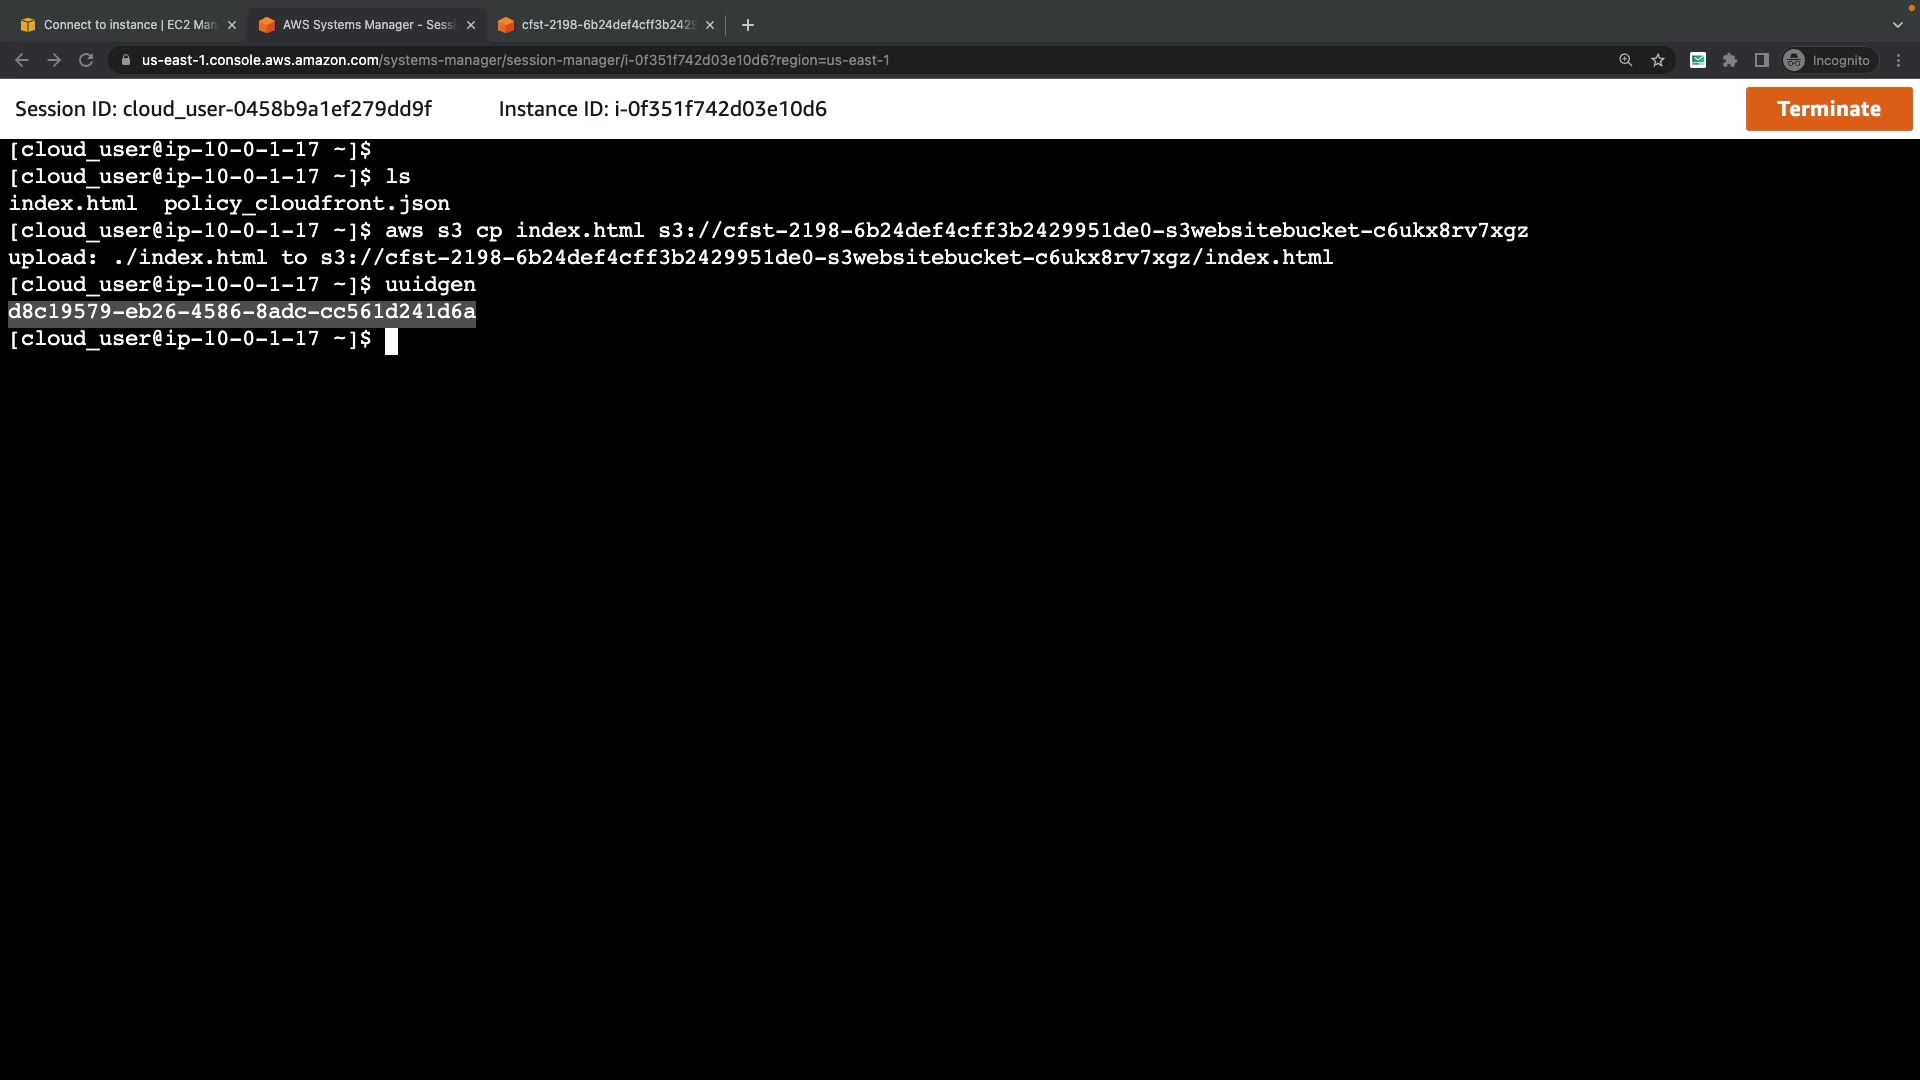 Connect to instance | EC2 Man
AWS Systems Manager - Sessi
cfst-2198-6b24def4cff3b2429
us-east-1.console.aws.amazon.com/systems-manager/session-manager/i-0f351f742d03e10d6?region=us-east-1
Incognito
Session ID: cloud_user-0458b9a1ef279dd9f
Instance ID: i-0f351f742d03e10d6
Terminate
[cloud_user@ip-10-0-1-17 ~]$
[cloud_user@ip-10-0-1-17 ~]$ ls
index.html  policy_cloudfront.json
[cloud_user@ip-10-0-1-17 ~]$ aws s3 cp index.html s3://cfst-2198-6b24def4cff3b2429951de0-s3websitebucket-c6ukx8rv7xgz
upload: ./index.html to s3://cfst-2198-6b24def4cff3b2429951de0-s3websitebucket-c6ukx8rv7xgz/index.html
[cloud_user@ip-10-0-1-17 ~]$ uuidgen
d8c19579-eb26-4586-8adc-cc561d241d6a
[cloud_user@ip-10-0-1-17 ~]$